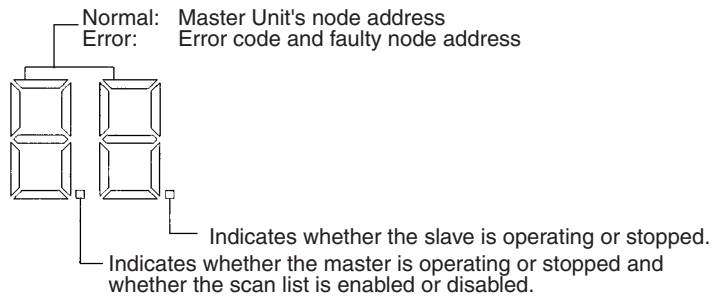 Normal: Master Unit's node address
Error: Error code and faulty node address
Indicates whether the slave is operating or stopped.
Indicates whether the master is operating or stopped and
whether the scan list is enabled or disabled.